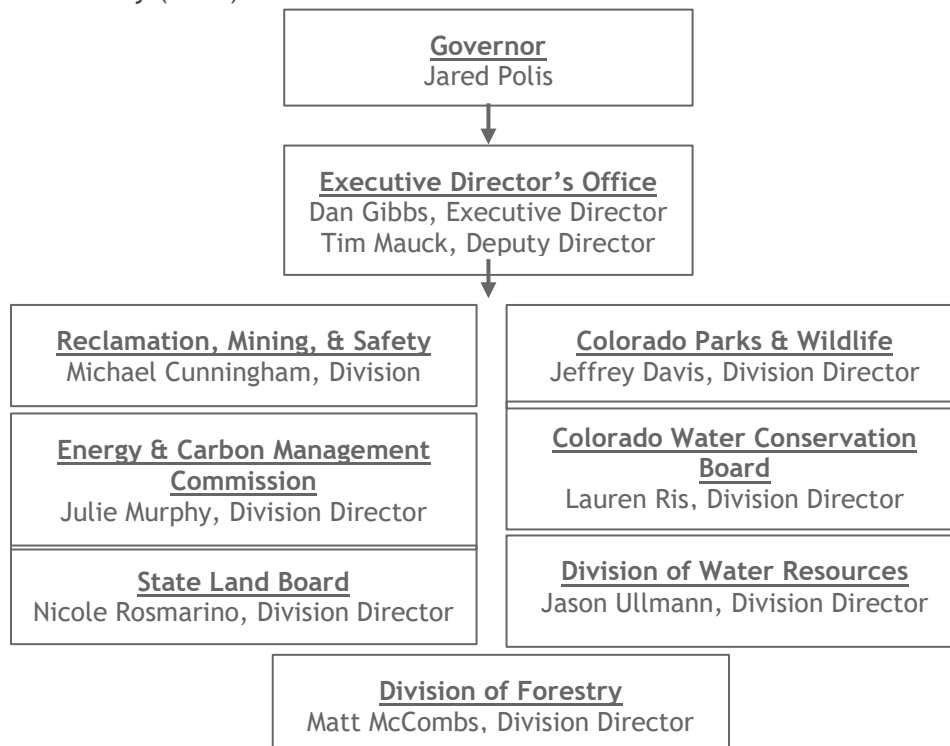 Governor
Jared Polis
Executive Director's Office
Dan Gibbs, Executive Director
Tim Mauck, Deputy Director
Reclamation, Mining, & Safety
Michael Cunningham, Division
Colorado Parks & Wildlife
Jeffrey Davis, Division Director
Energy & Carbon Management
Commission
Julie Murphy, Division Director
Colorado Water Conservation
Board
Lauren Ris, Division Director
State Land Board
Nicole Rosmarino, Division Director
Division of Water Resources
Jason Ullmann, Division Director
Division of Forestry
Matt McCombs, Division Director